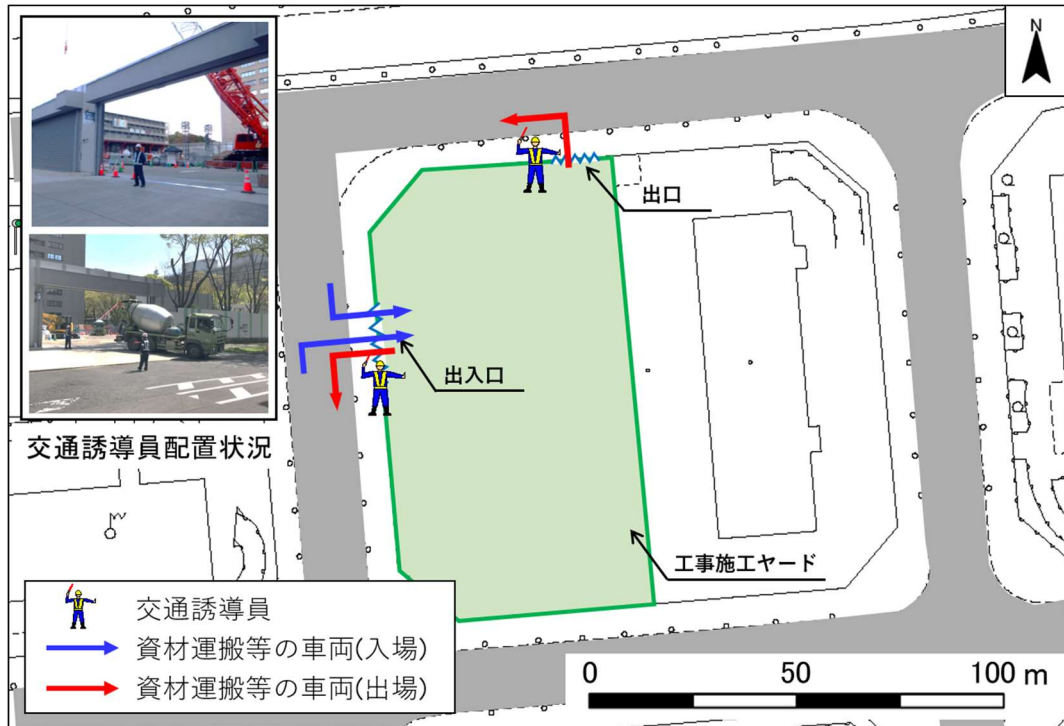 N
出口
出入口
交通誘導員配置状況
工事施工ヤード
交通誘導員
資材運搬等の車両(入場)
資材運搬等の車両(出場)
0 50 100 m